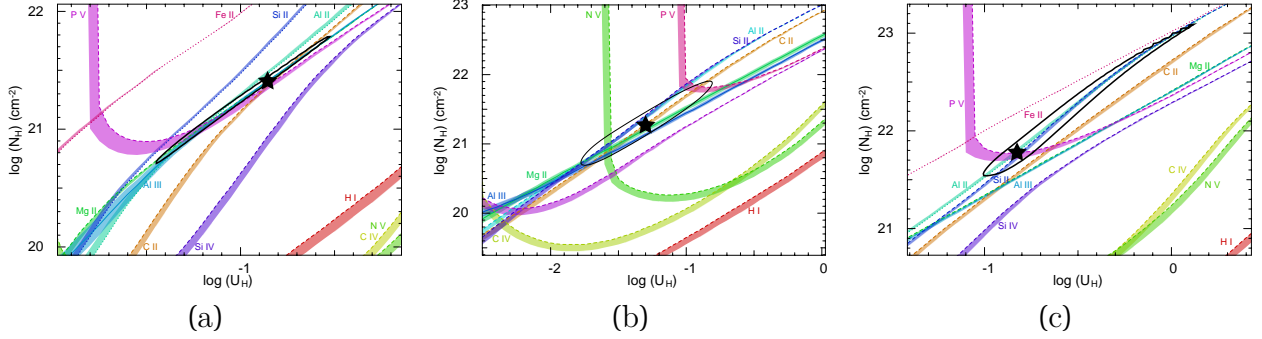 22
21
20
log (N_H) (cm⁻²)
P V
Fe II
Si II
Al II
Al III
Mg II
C II
Si IV
H I
N V
C IV
-1
log (U_H)
(a)
23
22
21
20
log (N_H) (cm⁻²)
N V
P V
Al II
Si II
C II
Mg II
Al III
C IV
Si IV
H I
-2
-1
0
log (U_H)
(b)
23
22
21
log (N_H) (cm⁻²)
P V
Fe II
Mg II
C II
Al II
Si II
Al III
Si IV
C IV
N V
H I
-1
0
log (U_H)
(c)